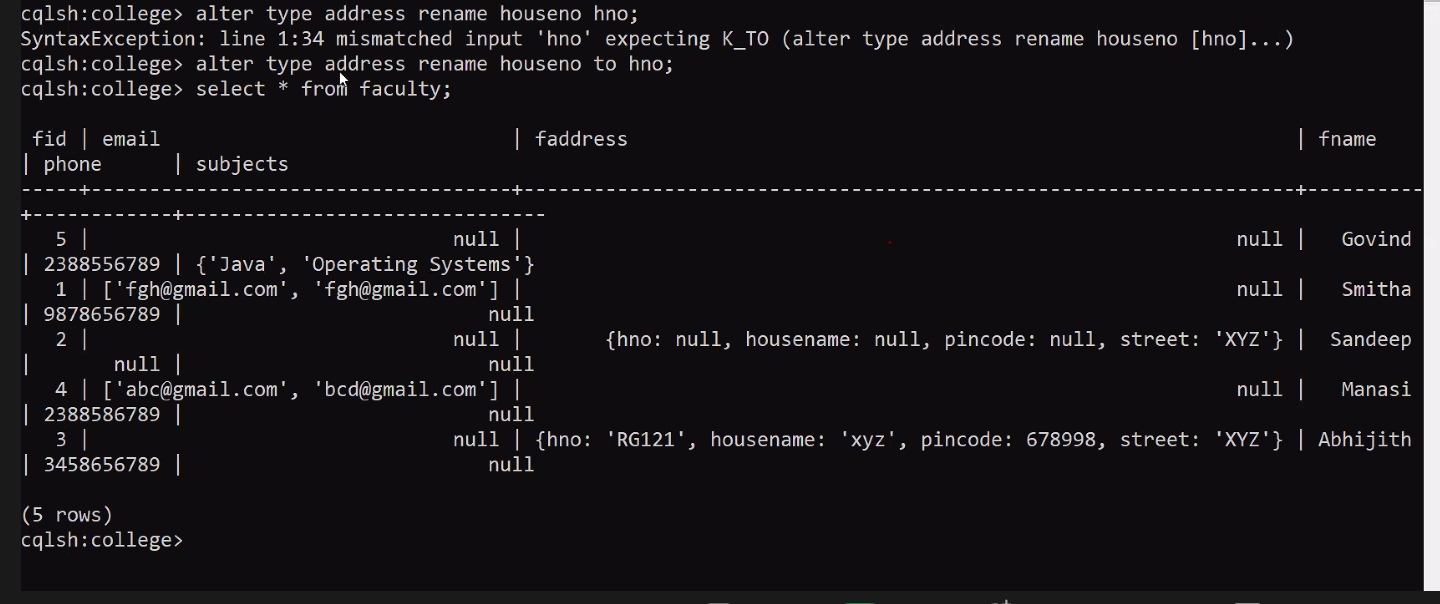 cqlsh:college> alter type address rename houseno hno;
SyntaxException: line 1:34 mismatched input 'hno' expecting K_TO (alter type address rename houseno [hno]...)
cqlsh:college> alter type address rename houseno to hno;
cqlsh:college> select * from faculty;
 fid | email                              | faddress                                                         | fname
| phone      | subjects
-----+------------------------------------+------------------------------------------------------------------+----------
+------------+-------------------------------
   5 |                               null |                                                             null |   Govind
| 2388556789 | {'Java', 'Operating Systems'}
   1 | ['fgh@gmail.com', 'fgh@gmail.com'] |                                                             null |   Smitha
| 9878656789 |                          null
   2 |                               null |       {hno: null, housename: null, pincode: null, street: 'XYZ'} |  Sandeep
|       null |                          null
   4 | ['abc@gmail.com', 'bcd@gmail.com'] |                                                             null |   Manasi
| 2388586789 |                          null
   3 |                               null | {hno: 'RG121', housename: 'xyz', pincode: 678998, street: 'XYZ'} | Abhijith
| 3458656789 |                          null
(5 rows)
cqlsh:college>